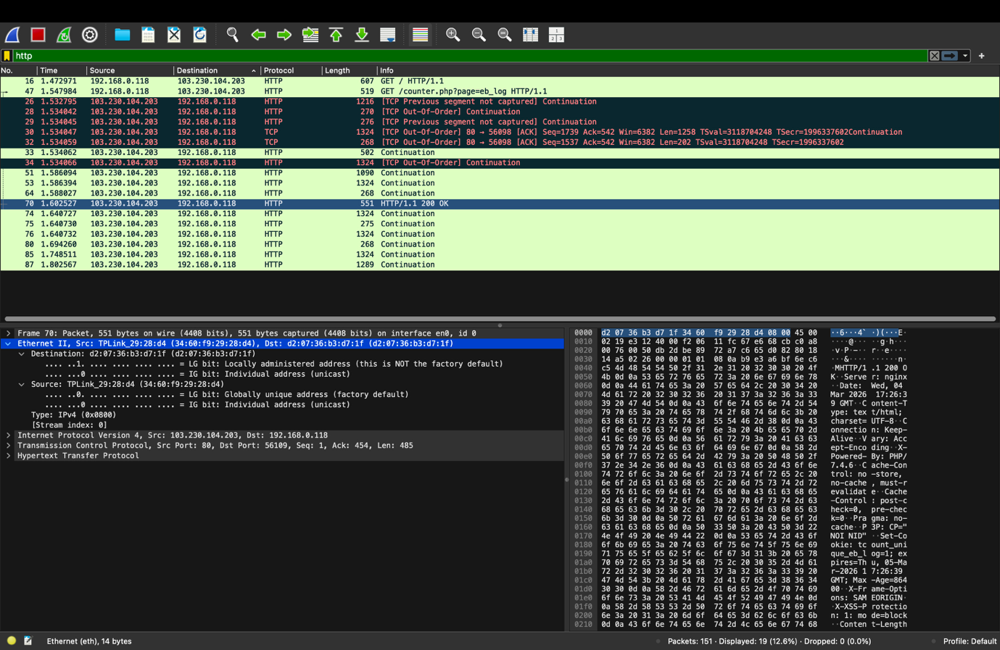 http
No. Time Source Destination Protocol Length Info
16 1.472971 192.168.0.118 103.230.104.203 HTTP 607 GET / HTTP/1.1
47 1.547984 192.168.0.118 103.230.104.203 HTTP 519 GET /counter.php?page=eb_log HTTP/1.1
26 1.532795 103.230.104.203 192.168.0.118 HTTP 1216 [TCP Previous segment not captured] Continuation
28 1.534042 103.230.104.203 192.168.0.118 HTTP 270 [TCP Out-Of-Order] Continuation
29 1.534045 103.230.104.203 192.168.0.118 HTTP 276 [TCP Previous segment not captured] Continuation
30 1.534047 103.230.104.203 192.168.0.118 TCP 1324 [TCP Out-Of-Order] 80 → 56098 [ACK] Seq=1739 Ack=542 Win=6382 Len=1258 TSval=3118704248 TSecr=1996337602Continuation
32 1.534059 103.230.104.203 192.168.0.118 TCP 268 [TCP Out-Of-Order] 80 → 56098 [ACK] Seq=1537 Ack=542 Win=6382 Len=202 TSval=3118704248 TSecr=1996337602
33 1.534062 103.230.104.203 192.168.0.118 HTTP 502 Continuation
34 1.534066 103.230.104.203 192.168.0.118 HTTP 1324 [TCP Out-Of-Order] Continuation
51 1.586094 103.230.104.203 192.168.0.118 HTTP 1090 Continuation
53 1.586394 103.230.104.203 192.168.0.118 HTTP 1324 Continuation
64 1.588027 103.230.104.203 192.168.0.118 HTTP 268 Continuation
70 1.602527 103.230.104.203 192.168.0.118 HTTP 551 HTTP/1.1 200 OK
74 1.640727 103.230.104.203 192.168.0.118 HTTP 1324 Continuation
75 1.640730 103.230.104.203 192.168.0.118 HTTP 275 Continuation
76 1.640732 103.230.104.203 192.168.0.118 HTTP 1324 Continuation
80 1.694260 103.230.104.203 192.168.0.118 HTTP 268 Continuation
85 1.748511 103.230.104.203 192.168.0.118 HTTP 1324 Continuation
87 1.802567 103.230.104.203 192.168.0.118 HTTP 1289 Continuation
Frame 70: Packet, 551 bytes on wire (4408 bits), 551 bytes captured (4408 bits) on interface en0, id 0
Ethernet II, Src: TPLink_29:28:d4 (34:60:f9:29:28:d4), Dst: d2:07:36:b3:d7:1f (d2:07:36:b3:d7:1f)
Destination: d2:07:36:b3:d7:1f (d2:07:36:b3:d7:1f)
.... ..1. .... .... .... .... = LG bit: Locally administered address (this is NOT the factory default)
.... ...0 .... .... .... .... = IG bit: Individual address (unicast)
Source: TPLink_29:28:d4 (34:60:f9:29:28:d4)
.... ..0. .... .... .... .... = LG bit: Globally unique address (factory default)
.... ...0 .... .... .... .... = IG bit: Individual address (unicast)
Type: IPv4 (0x0800)
[Stream index: 0]
Internet Protocol Version 4, Src: 103.230.104.203, Dst: 192.168.0.118
Transmission Control Protocol, Src Port: 80, Dst Port: 56109, Seq: 1, Ack: 454, Len: 485
Hypertext Transfer Protocol
0000 d2 07 36 b3 d7 1f 34 60 f9 29 28 d4 08 00 45 00 ··6···4` ·)(···E·
0010 02 19 e3 12 40 00 f2 06 11 fc 67 e6 68 cb c0 a8 ····@··· ··g·h···
0020 00 76 00 50 db 2d be 89 72 a7 c6 65 d0 82 80 18 ·v·P·-·· r··e····
0030 14 a5 02 26 00 00 01 01 08 0a b9 e3 a6 bf 6e c6 ···&···· ······n·
0040 c5 4d 48 54 54 50 2f 31 2e 31 20 32 30 30 20 4f ·MHTTP/1 .1 200 O
0050 4b 0d 0a 53 65 72 76 65 72 3a 20 6e 67 69 6e 78 K··Serve r: nginx
0060 0d 0a 44 61 74 65 3a 20 57 65 64 2c 20 30 34 20 ··Date: Wed, 04
0070 4d 61 72 20 32 30 32 36 20 31 37 3a 32 36 3a 33 Mar 2026 17:26:3
0080 39 20 47 4d 54 0d 0a 43 6f 6e 74 65 6e 74 2d 54 9 GMT··C ontent-T
0090 79 70 65 3a 20 74 65 78 74 2f 68 74 6d 6c 3b 20 ype: tex t/html;
00a0 63 68 61 72 73 65 74 3d 55 54 46 2d 38 0d 0a 43 charset= UTF-8··C
00b0 6f 6e 6e 65 63 74 69 6f 6e 3a 20 4b 65 65 70 2d onnectio n: Keep-
00c0 41 6c 69 76 65 0d 0a 56 61 72 79 3a 20 41 63 63 Alive··V ary: Acc
00d0 65 70 74 2d 45 6e 63 6f 64 69 6e 67 0d 0a 58 2d ept-Enco ding··X-
00e0 50 6f 77 65 72 65 64 2d 42 79 3a 20 50 48 50 2f Powered- By: PHP/
00f0 37 2e 34 2e 36 0d 0a 43 61 63 68 65 2d 43 6f 6e 7.4.6··C ache-Con
0100 74 72 6f 6c 3a 20 6e 6f 2d 73 74 6f 72 65 2c 20 trol: no -store,
0110 6e 6f 2d 63 61 63 68 65 2c 20 6d 75 73 74 2d 72 no-cache , must-r
0120 65 76 61 6c 69 64 61 74 65 0d 0a 43 61 63 68 65 evalidat e··Cache
0130 2d 43 6f 6e 74 72 6f 6c 3a 20 70 6f 73 74 2d 63 -Control : post-c
0140 68 65 63 6b 3d 30 2c 20 70 72 65 2d 63 68 65 63 heck=0, pre-chec
0150 6b 3d 30 0d 0a 50 72 61 67 6d 61 3a 20 6e 6f 2d k=0··Pra gma: no-
0160 63 61 63 68 65 0d 0a 50 33 50 3a 20 43 50 3d 22 cache··P 3P: CP="
0170 4e 4f 49 20 4e 49 44 22 0d 0a 53 65 74 2d 43 6f NOI NID" ··Set-Co
0180 6f 6b 69 65 3a 20 74 63 6f 75 6e 74 5f 75 6e 69 okie: tc ount_uni
0190 71 75 65 5f 65 62 5f 6c 6f 67 3d 31 3b 20 65 78 que_eb_l og=1; ex
01a0 70 69 72 65 73 3d 54 68 75 2c 20 30 35 2d 4d 61 pires=Th u, 05-Ma
01b0 72 2d 32 30 32 36 20 31 37 3a 32 36 3a 33 39 20 r-2026 1 7:26:39
01c0 47 4d 54 3b 20 4d 61 78 2d 41 67 65 3d 38 36 34 GMT; Max -Age=864
01d0 30 30 0d 0a 58 2d 46 72 61 6d 65 2d 4f 70 74 69 00··X-Fr ame-Opti
01e0 6f 6e 73 3a 20 53 41 4d 45 4f 52 49 47 49 4e 0d ons: SAM EORIGIN·
01f0 0a 58 2d 58 53 53 2d 50 72 6f 74 65 63 74 69 6f ·X-XSS-P rotectio
0200 6e 3a 20 31 3b 20 6d 6f 64 65 3d 62 6c 6f 63 6b n: 1; mo de=block
0210 0d 0a 43 6f 6e 74 65 6e 74 2d 4c 65 6e 67 74 68 ··Conten t-Length
Ethernet (eth), 14 bytes
Packets: 151 · Displayed: 19 (12.6%) · Dropped: 0 (0.0%)
Profile: Default